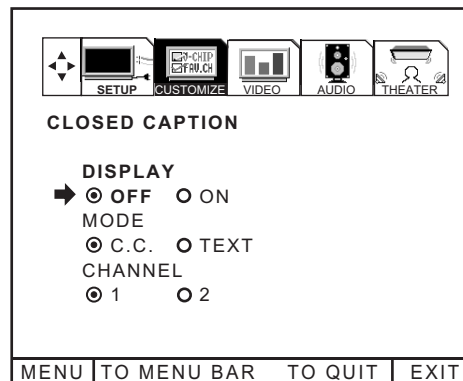 V-CHIP
FAV.CH
SETUP CUSTOMIZE VIDEO AUDIO THEATER
CLOSED CAPTION
DISPLAY
OFF ON
MODE
C.C. TEXT
CHANNEL
1 2
MENU TO MENU BAR TO QUIT EXIT